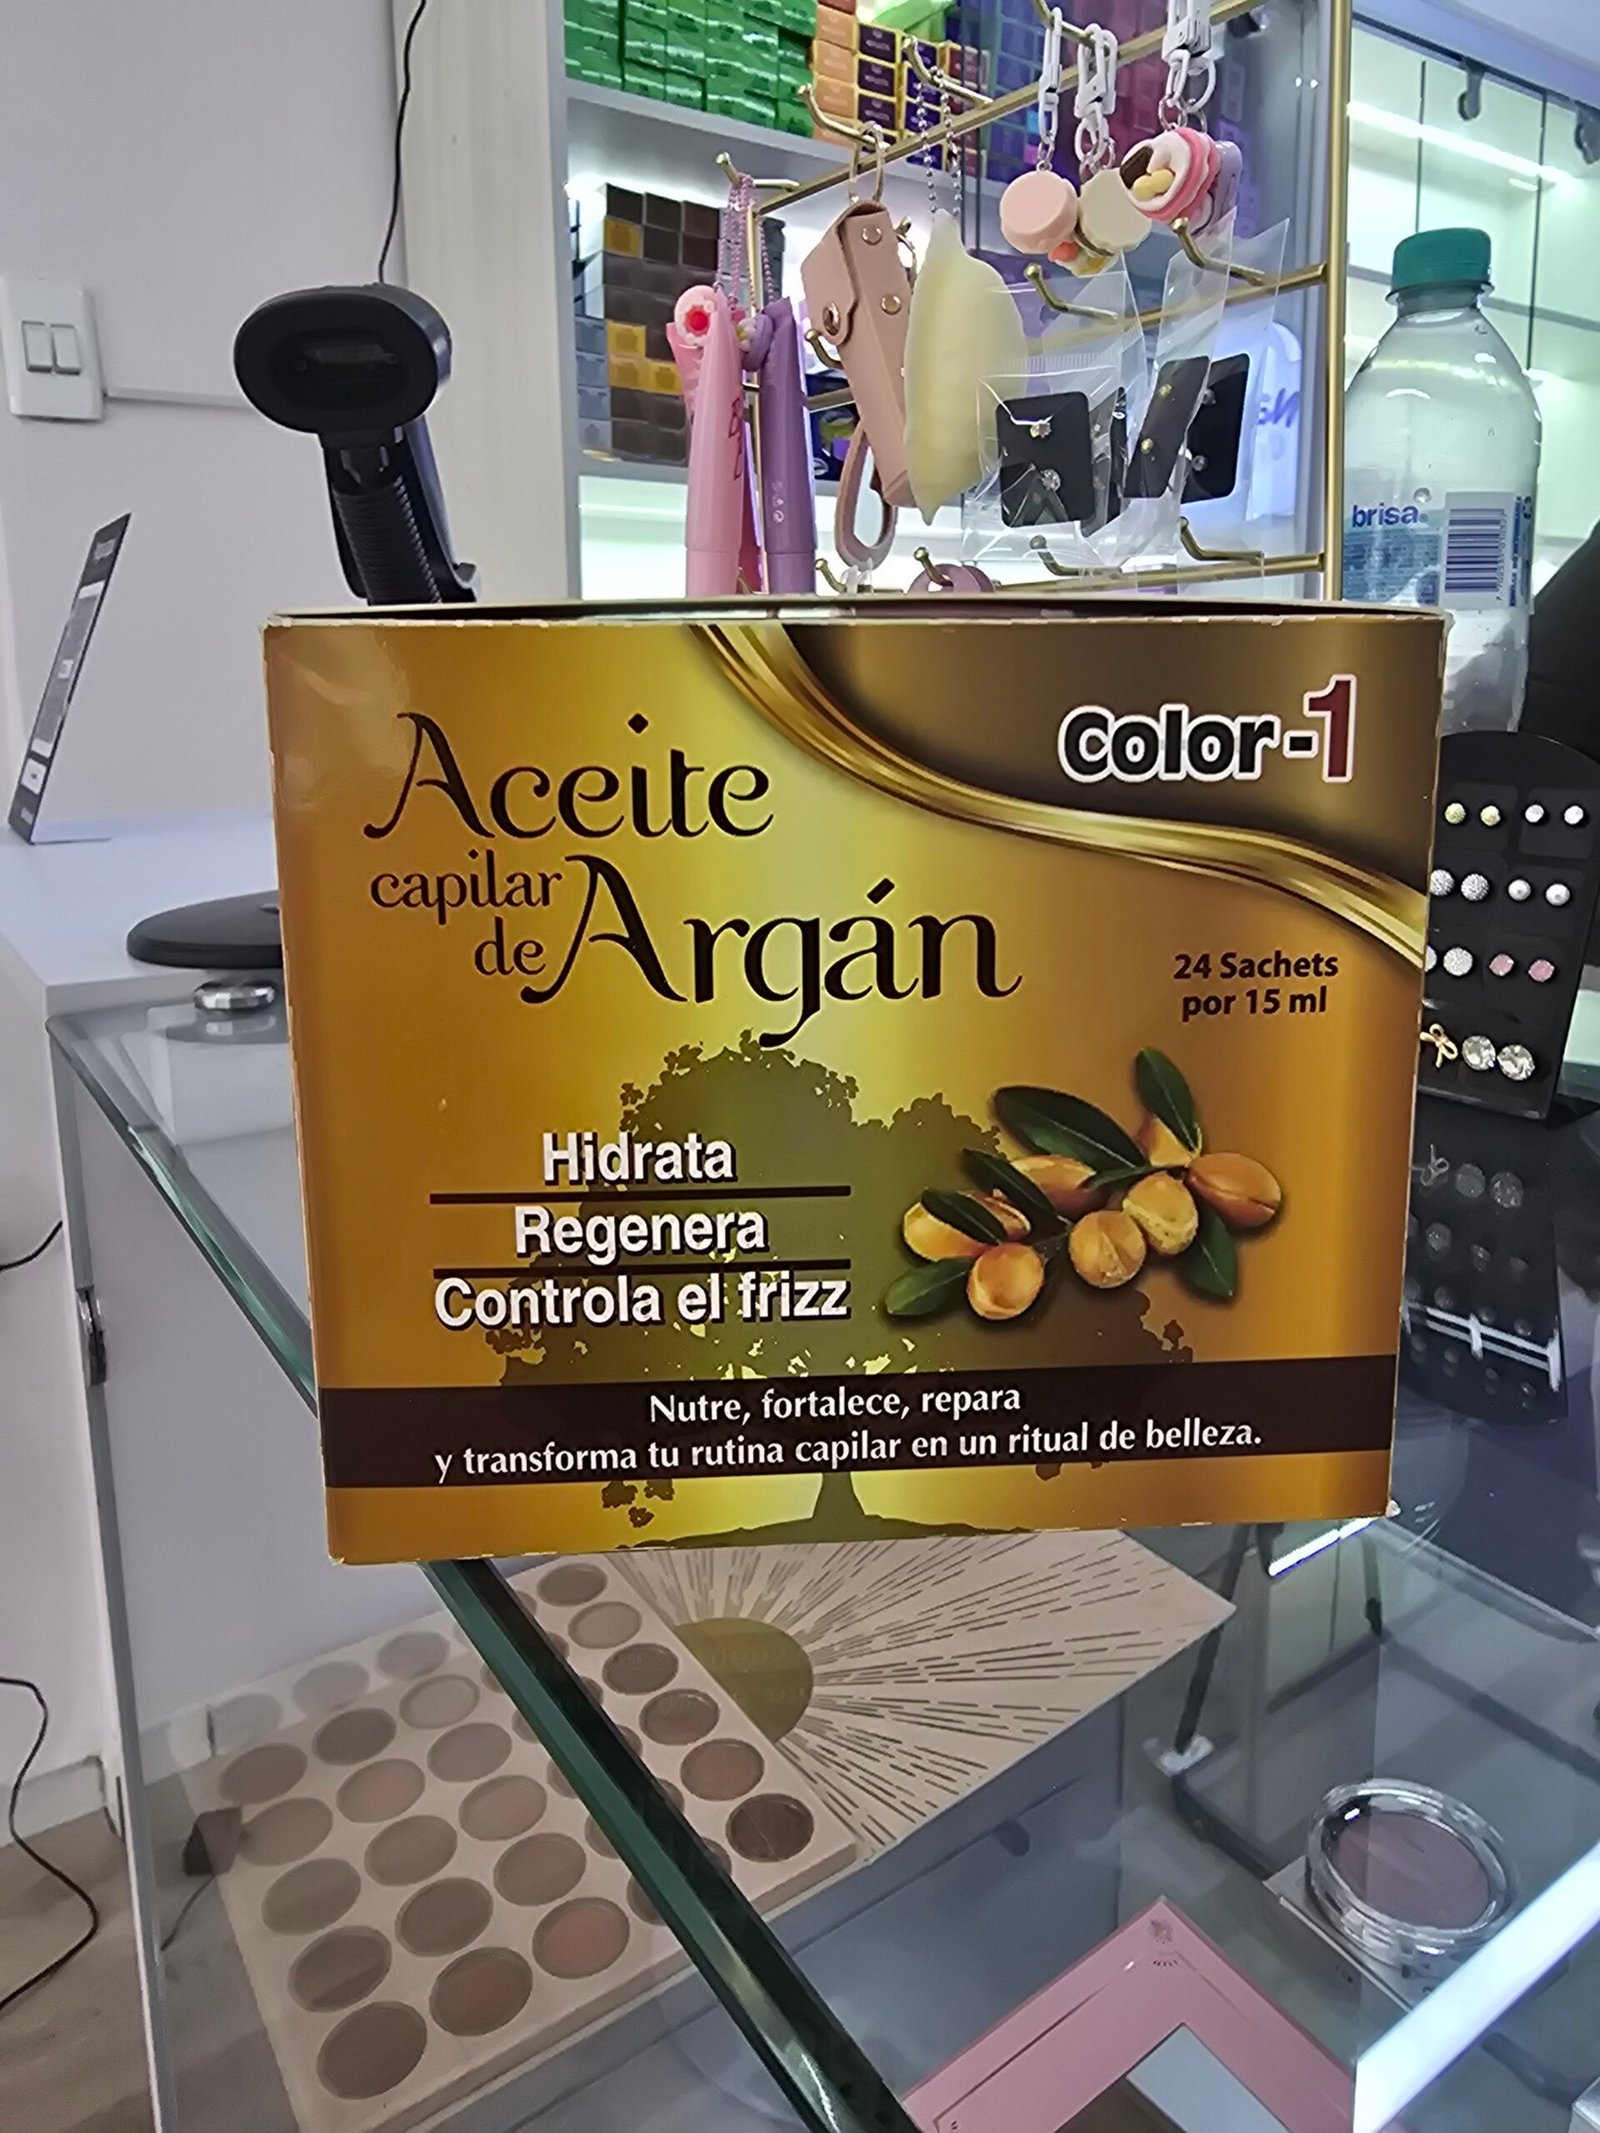 brisa
Color-1
Aceite
capilar
de Argán
24 Sachets
por 15 ml
Hidrata
Regenera
Controla el frizz
Nutre, fortalece, repara
y transforma tu rutina capilar en un ritual de belleza.